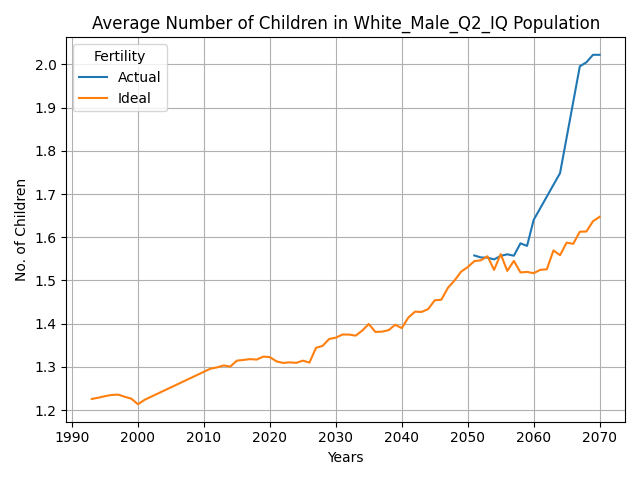 Average Number of Children in White_Male_Q2_IQ Population
Fertility
Actual
Ideal
No. of Children
2.0
1.9
1.8
1.7
1.6
1.5
1.4
1.3
1.2
1990 2000 2010 2020 2030 2040 2050 2060 2070
Years